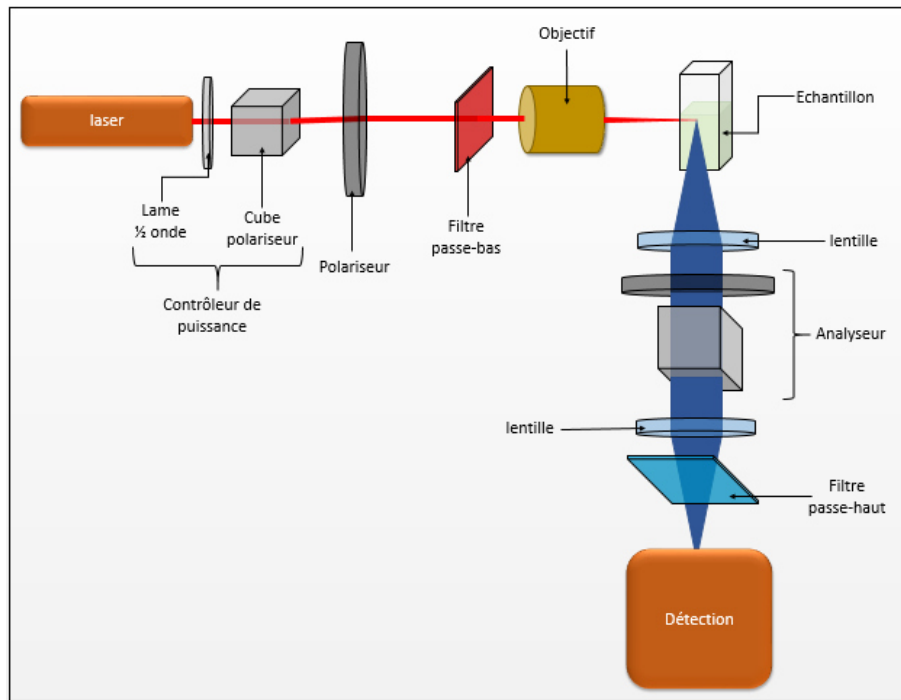 Objectif
laser
Echantillon
Lame
½ onde
Cube
polariseur
Polariseur
Filtre
passe-bas
lentille
Contrôleur de
puissance
Analyseur
lentille
Filtre
passe-haut
Détection